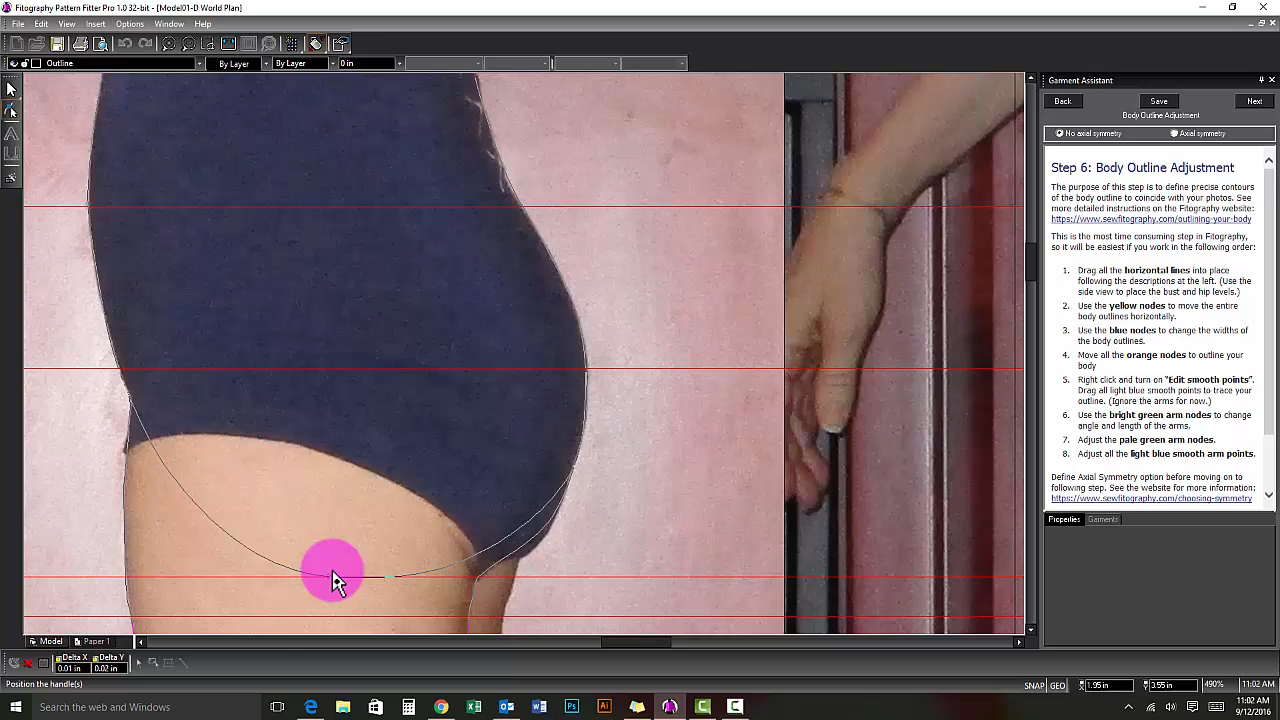 Fitography Pattern Fitter Pro 1.0 32-bit - [Model01-D World Plan]
File Edit View Insert Options Window Help
Outline By Layer By Layer 0 in
Garment Assistant
Back Save Next
Body Outline Adjustment
No axial symmetry Axial symmetry
Step 6: Body Outline Adjustment
The purpose of this step is to define precise contours
of the body outline to coincide with your photos. See
more detailed instructions on the Fitography website:
https://www.sewfitography.com/outlining-your-body
This is the most time consuming step in Fitography,
so it will be easiest if you work in the following order:
1. Drag all the horizontal lines into place
following the descriptions at the left. (Use the
side view to place the bust and hip levels.)
2. Use the yellow nodes to move the entire
body outlines horizontally.
3. Use the blue nodes to change the widths of
the body outlines.
4. Move all the orange nodes to outline your
body
5. Right click and turn on "Edit smooth points".
Drag all light blue smooth points to trace your
outline. (Ignore the arms for now.)
6. Use the bright green arm nodes to change
angle and length of the arms.
7. Adjust the pale green arm nodes.
8. Adjust all the light blue smooth arm points.
Define Axial Symmetry option before moving on to
following step. See the website for more information:
https://www.sewfitography.com/choosing-symmetry
Properties Garments
Model Paper 1
Delta X Delta Y
0.01 in 0.02 in
Position the handle(s)
SNAP GEO X 1.95 in Y 3.55 in 490% 11:02 AM
Search the Windows
11:02 AM
9/12/2016